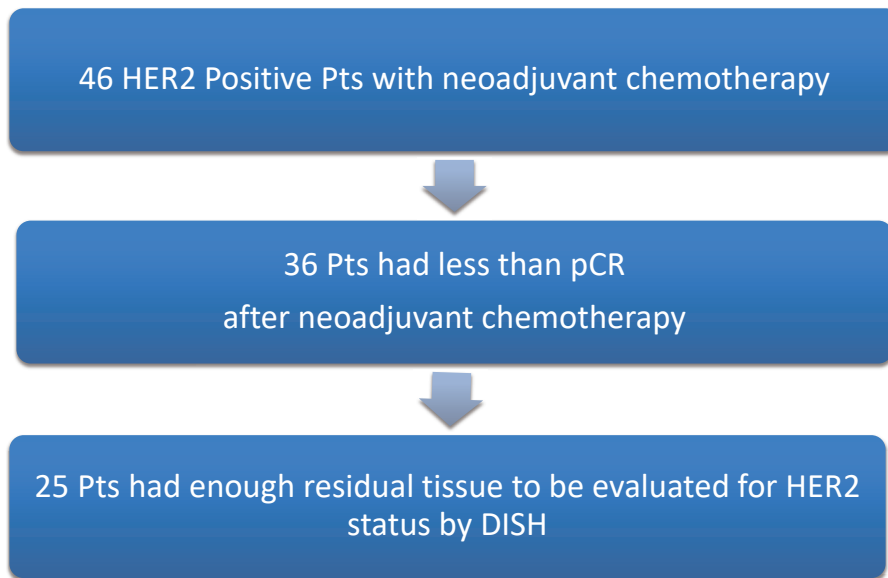 46 HER2 Positive Pts with neoadjuvant chemotherapy
36 Pts had less than pCR
after neoadjuvant chemotherapy
25 Pts had enough residual tissue to be evaluated for HER2
status by DISH